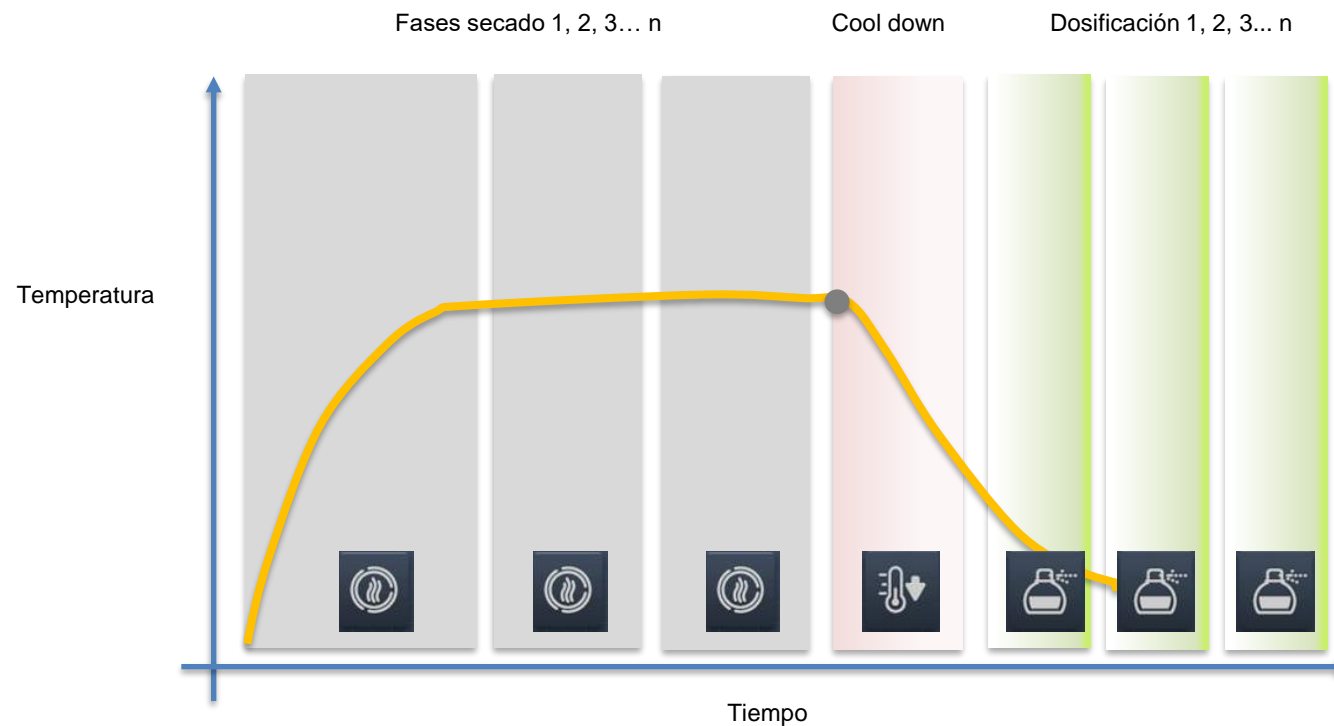 Fases secado 1, 2, 3… n
Cool down
Dosificación 1, 2, 3... n
Temperatura
Tiempo